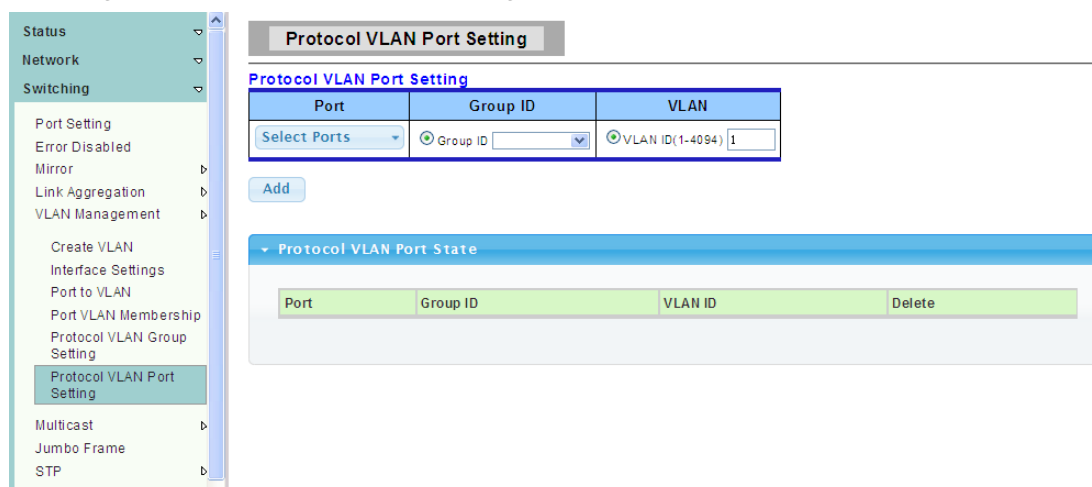 Status
Network
Switching
Port Setting
Error Disabled
Mirror
Link Aggregation
VLAN Management
Create VLAN
Interface Settings
Port to VLAN
Port VLAN Membership
Protocol VLAN Group
Setting
Protocol VLAN Port
Setting
Multicast
Jumbo Frame
STP
Protocol VLAN Port Setting
Protocol VLAN Port Setting
Port Group ID VLAN
Select Ports Group ID VLAN ID(1-4094) 1
Add
Protocol VLAN Port State
Port Group ID VLAN ID Delete